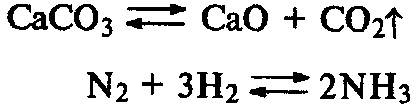 CaCO₃ ⇌ CaO + CO₂↑
N₂ + 3H₂ ⇌ 2NH₃